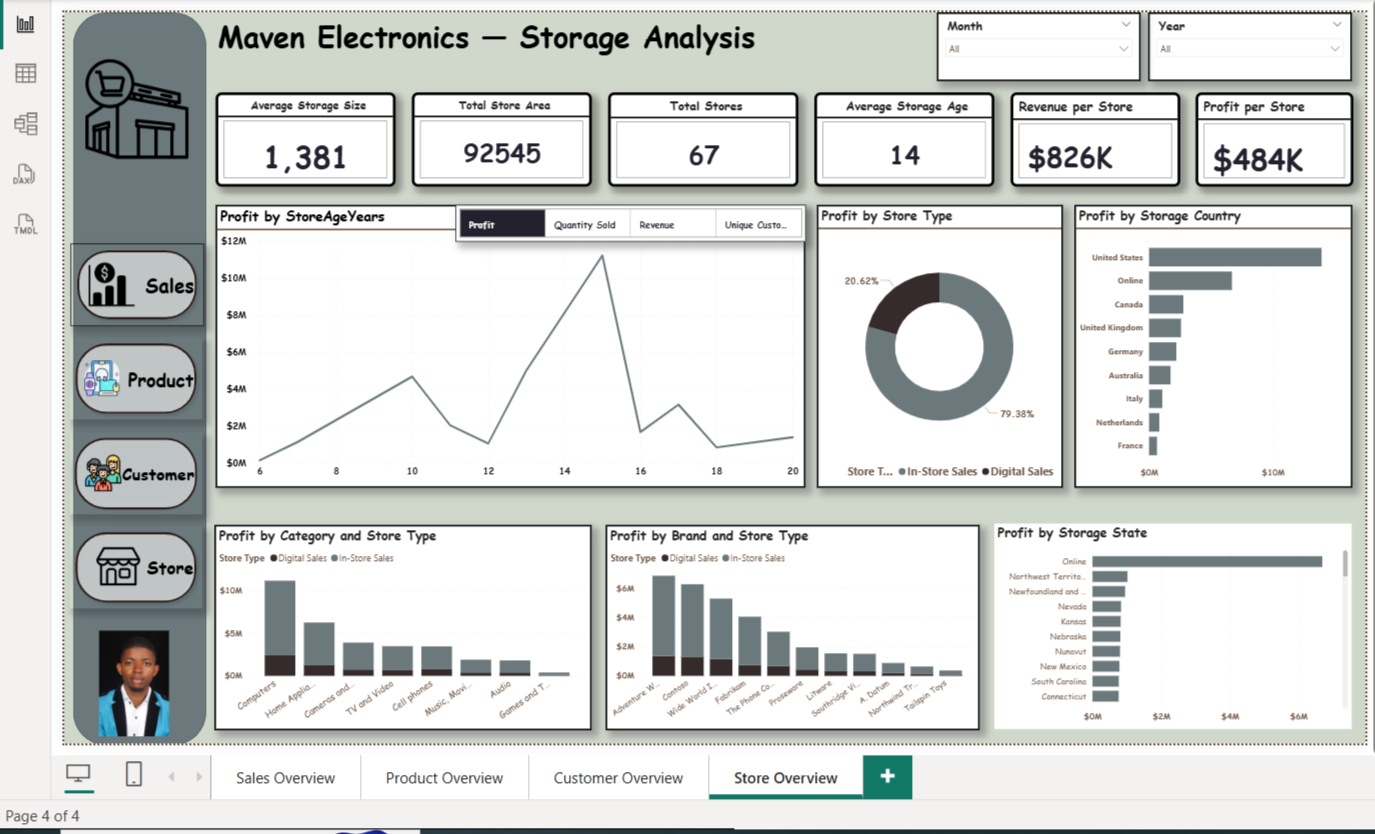 Maven Electronics — Storage Analysis
Month
All
Year
All
Average Storage Size
1,381
Total Store Area
92545
Total Stores
67
Average Storage Age
14
Revenue per Store
$826K
Profit per Store
$484K
DAX
TMDL
Sales
Product
Customer
Store
Profit by StoreAgeYears
Profit
Quantity Sold
Revenue
Unique Custo...
$12M
$10M
$8M
$6M
$4M
$2M
$0M
6 8 10 12 14 16 18 20
Profit by Store Type
20.62%
79.38%
Store T... In-Store Sales Digital Sales
Profit by Storage Country
United States
Online
Canada
United Kingdom
Germany
Australia
Italy
Netherlands
France
$0M $10M
Profit by Category and Store Type
Store Type Digital Sales In-Store Sales
$10M
$5M
$0M
Computers
Home Applia...
Cameras and...
TV and Video
Cell phones
Music, Movi...
Audio
Games and T...
Profit by Brand and Store Type
Store Type Digital Sales In-Store Sales
$6M
$4M
$2M
$0M
Adventure W...
Contoso
Wide World I...
Fabrikam
The Phone Co...
Proseware
Litware
Southridge Vi...
A. Datum
Northwind Tr...
Tailspin Toys
Profit by Storage State
Online
Northwest Territo...
Newfoundland and ...
Nevada
Kansas
Nebraska
Nunavut
New Mexico
South Carolina
Connecticut
$0M $2M $4M $6M
Sales Overview
Product Overview
Customer Overview
Store Overview
+
Page 4 of 4